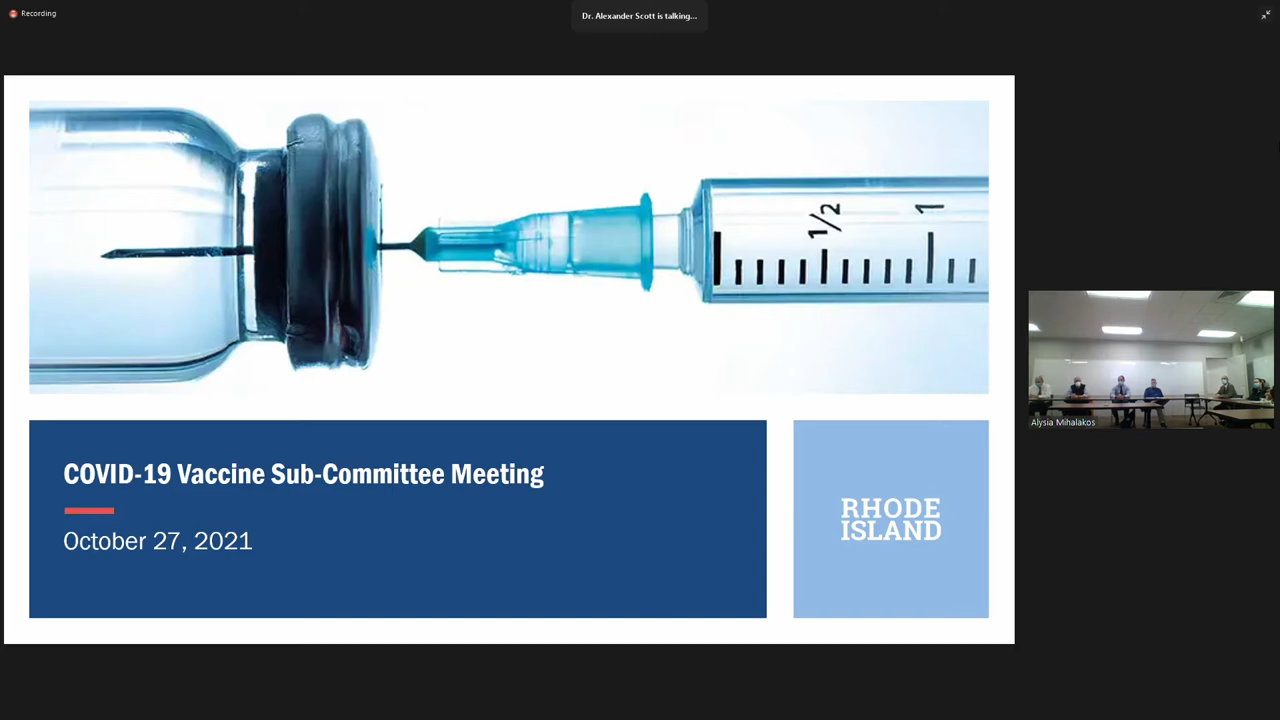 Recording
Dr. Alexander Scott is talking...
1/2
1
COVID-19 Vaccine Sub-Committee Meeting
October 27, 2021
RHODE
ISLAND
Alysia Mihalakos